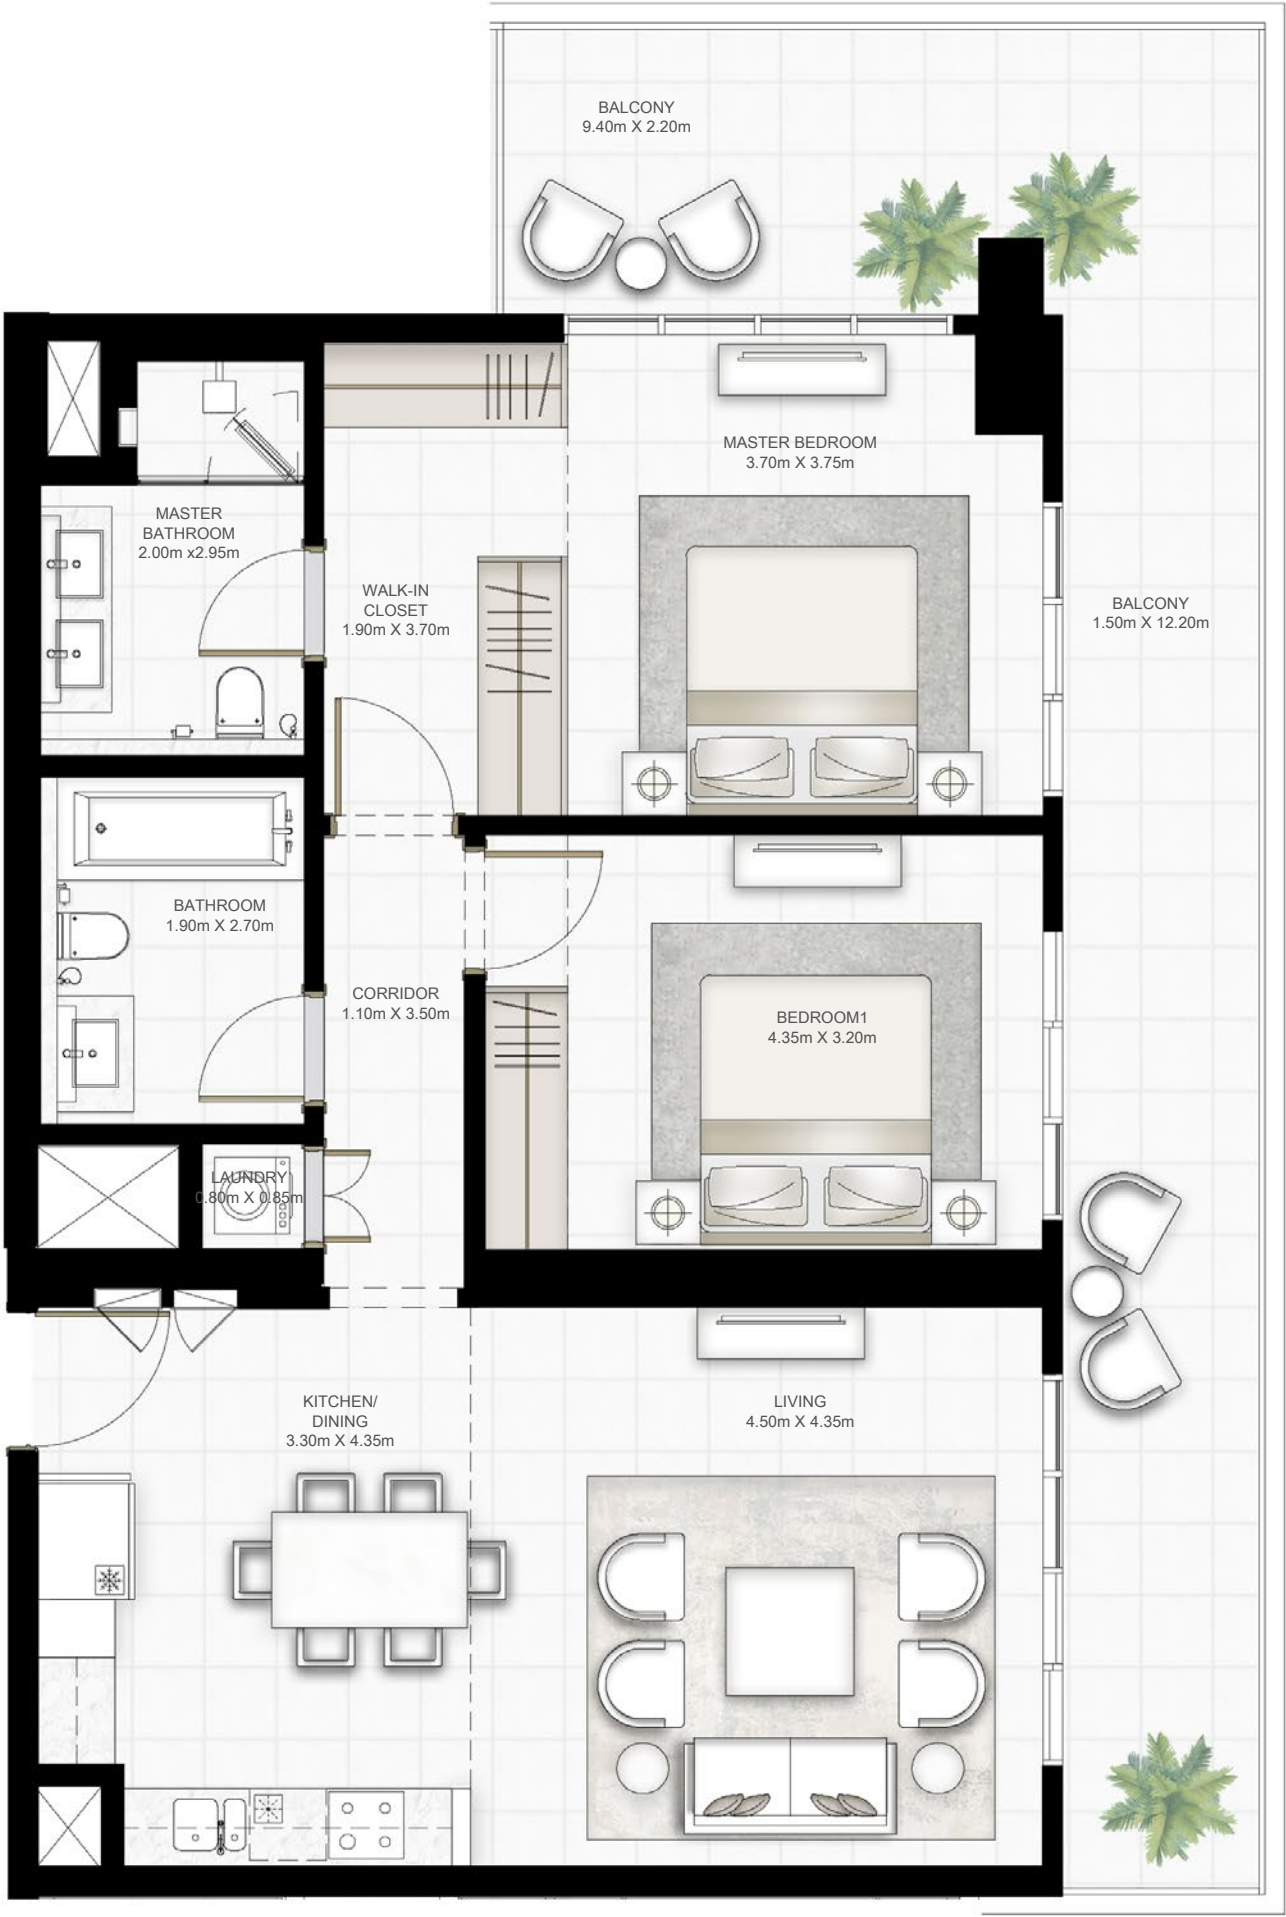 BALCONY
9.40m X 2.20m
MASTER BEDROOM
3.70m X 3.75m
MASTER
BATHROOM
2.00m x2.95m
WALK-IN
CLOSET
1.90m X 3.70m
BALCONY
1.50m X 12.20m
BATHROOM
1.90m X 2.70m
CORRIDOR
1.10m X 3.50m
BEDROOM1
4.35m X 3.20m
LAUNDRY
0.80m X 0.85m
KITCHEN/
DINING
3.30m X 4.35m
LIVING
4.50m X 4.35m